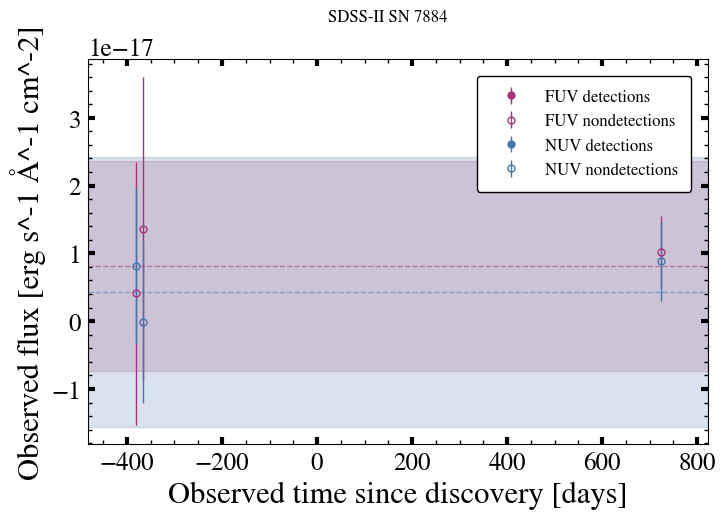 SDSS-II SN 7884
1e−17
Observed flux [erg s^-1 Å^-1 cm^-2]
3
2
1
0
−1
FUV detections
FUV nondetections
NUV detections
NUV nondetections
−400 −200 0 200 400 600 800
Observed time since discovery [days]